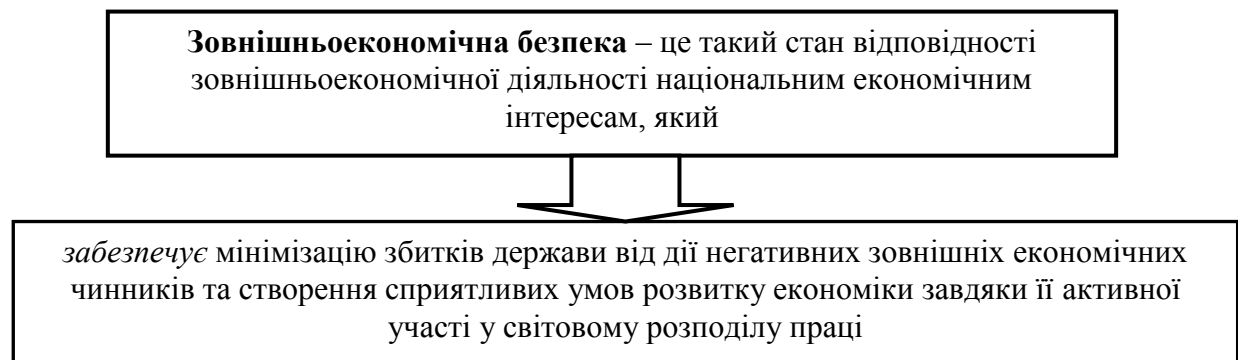 Зовнішньоекономічна безпека – це такий стан відповідності
зовнішньоекономічної діяльності національним економічним
інтересам, який
забезпечує мінімізацію збитків держави від дії негативних зовнішніх економічних
чинників та створення сприятливих умов розвитку економіки завдяки її активної
участі у світовому розподілу праці